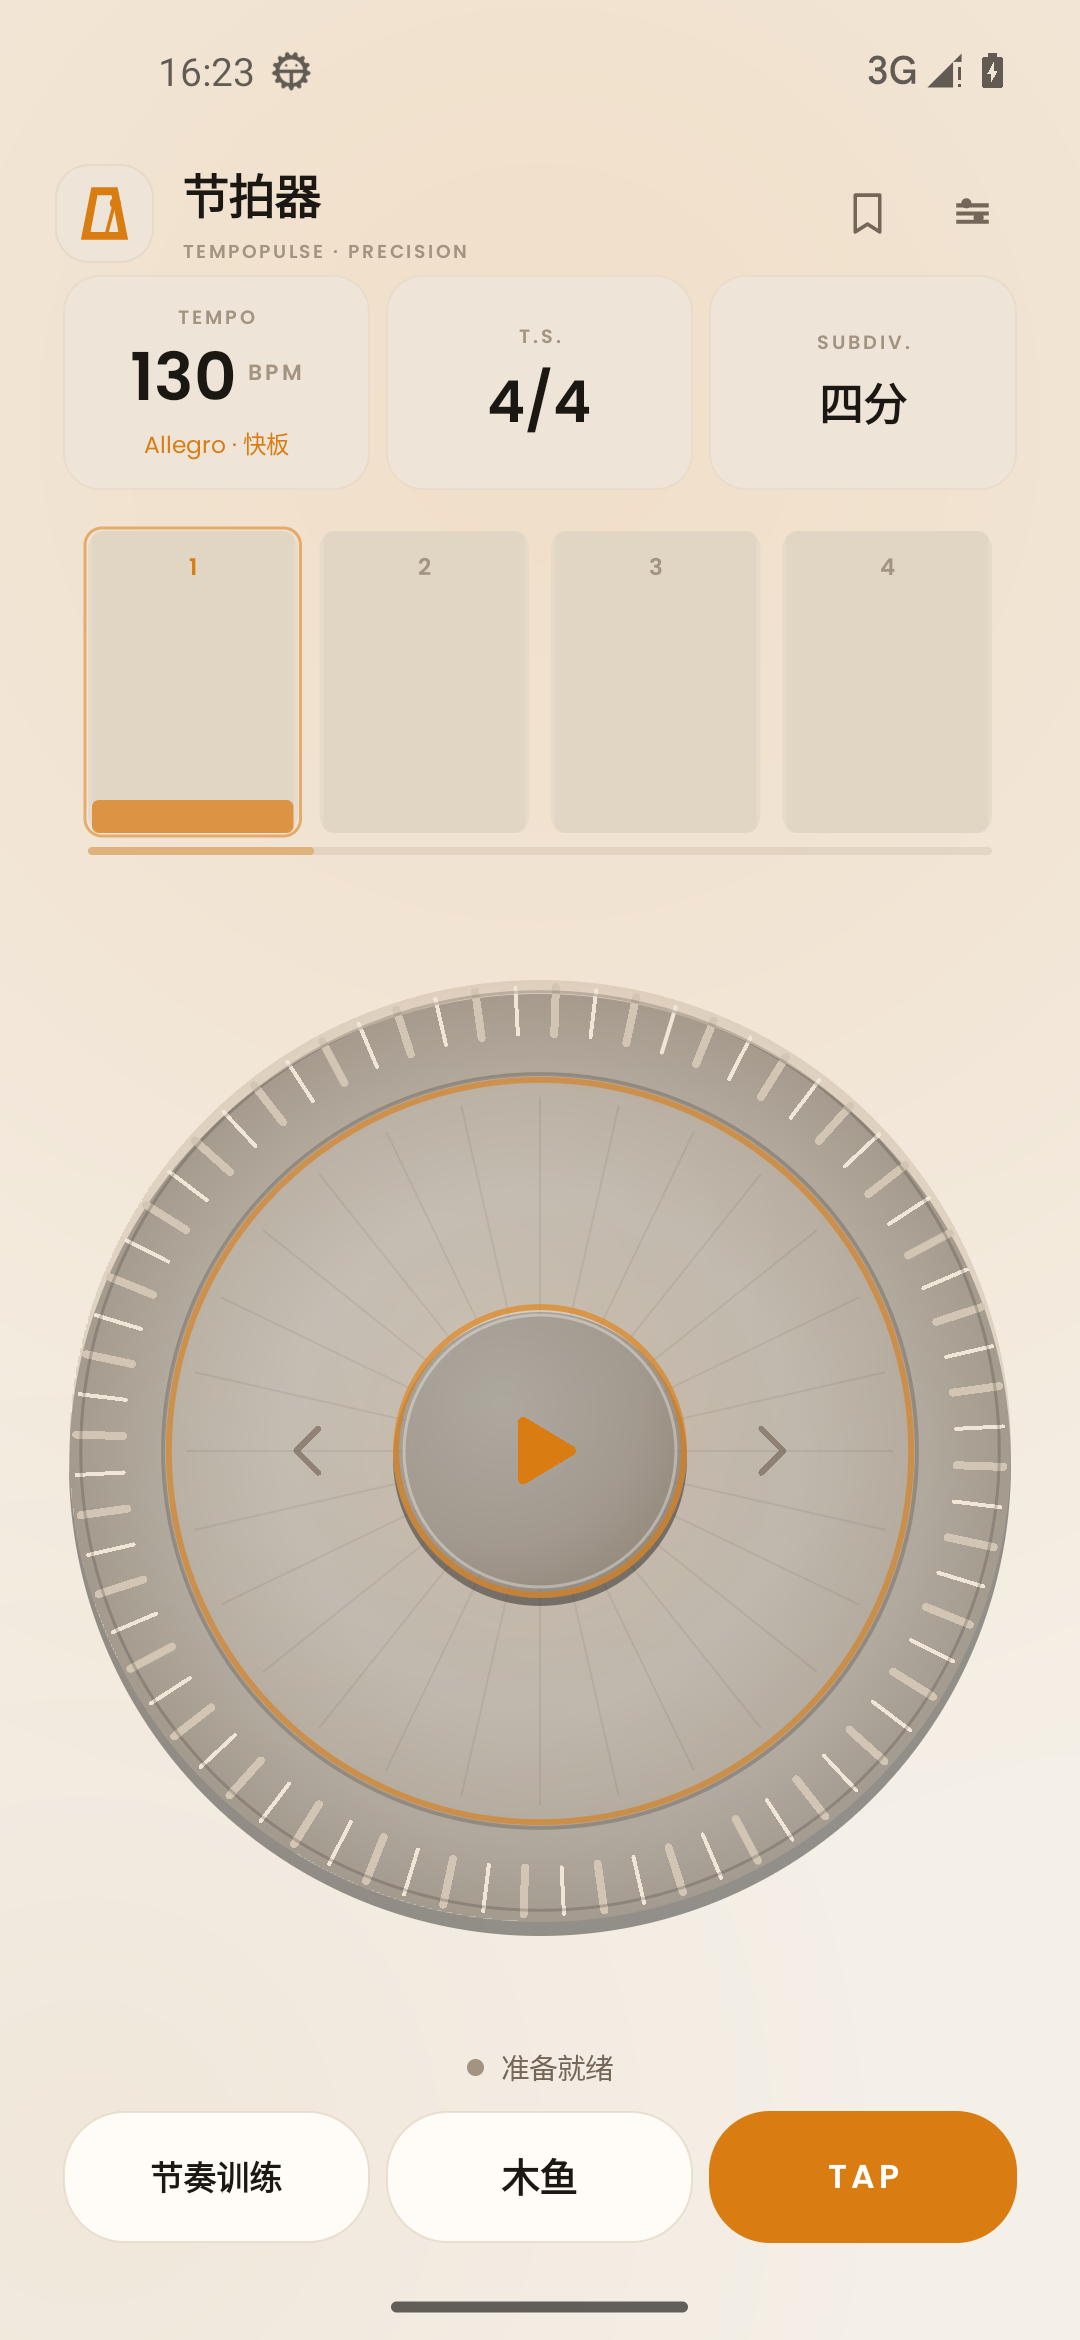 16:23
3G
节拍器
TEMPOPULSE · PRECISION
TEMPO
130 BPM
Allegro · 快板
T.S.
4/4
SUBDIV.
四分
1
2
3
4
准备就绪
节奏训练
木鱼
TAP